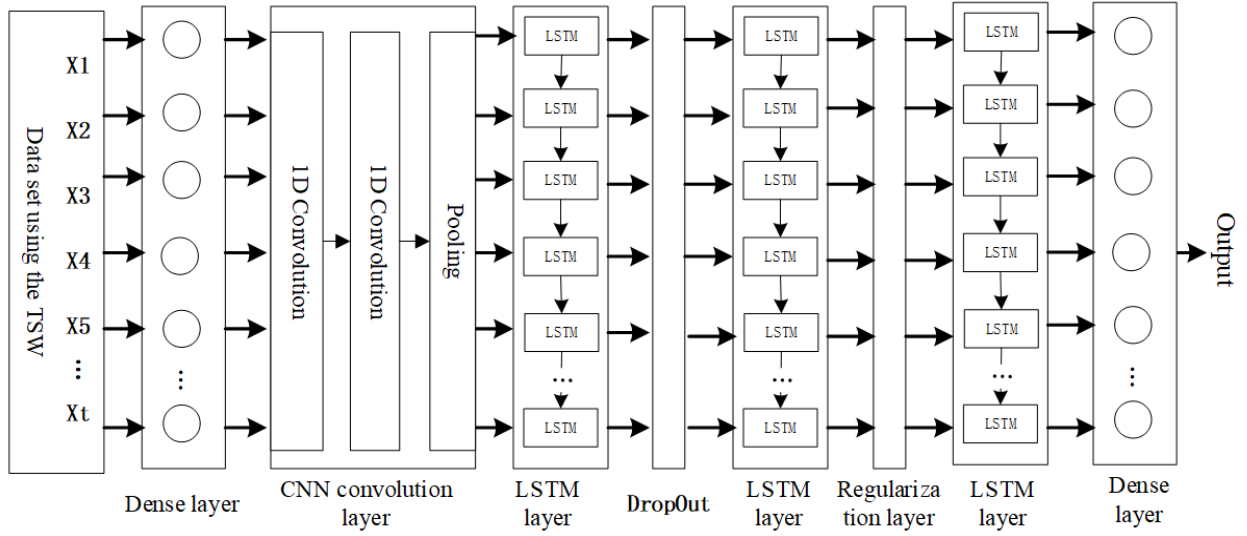 Data set using the TSW
X1
X2
X3
X4
X5
...
Xt
...
1D Convolution
1D Convolution
Pooling
LSTM
LSTM
LSTM
LSTM
LSTM
...
LSTM
LSTM
LSTM
LSTM
LSTM
LSTM
...
LSTM
LSTM
LSTM
LSTM
LSTM
LSTM
...
LSTM
...
Output
Dense layer
CNN convolution
layer
LSTM
layer
DropOut
LSTM
layer
Regulariza
tion layer
LSTM
layer
Dense
layer